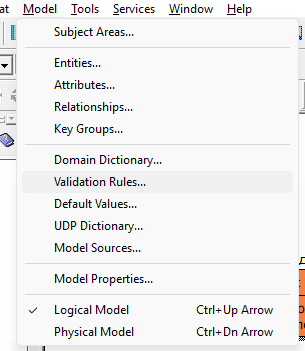 Model Tools Services Window Help
Subject Areas...
Entities...
Attributes...
Relationships...
Key Groups...
Domain Dictionary...
Validation Rules...
Default Values...
UDP Dictionary...
Model Sources...
Model Properties...
Logical Model Ctrl+Up Arrow
Physical Model Ctrl+Dn Arrow